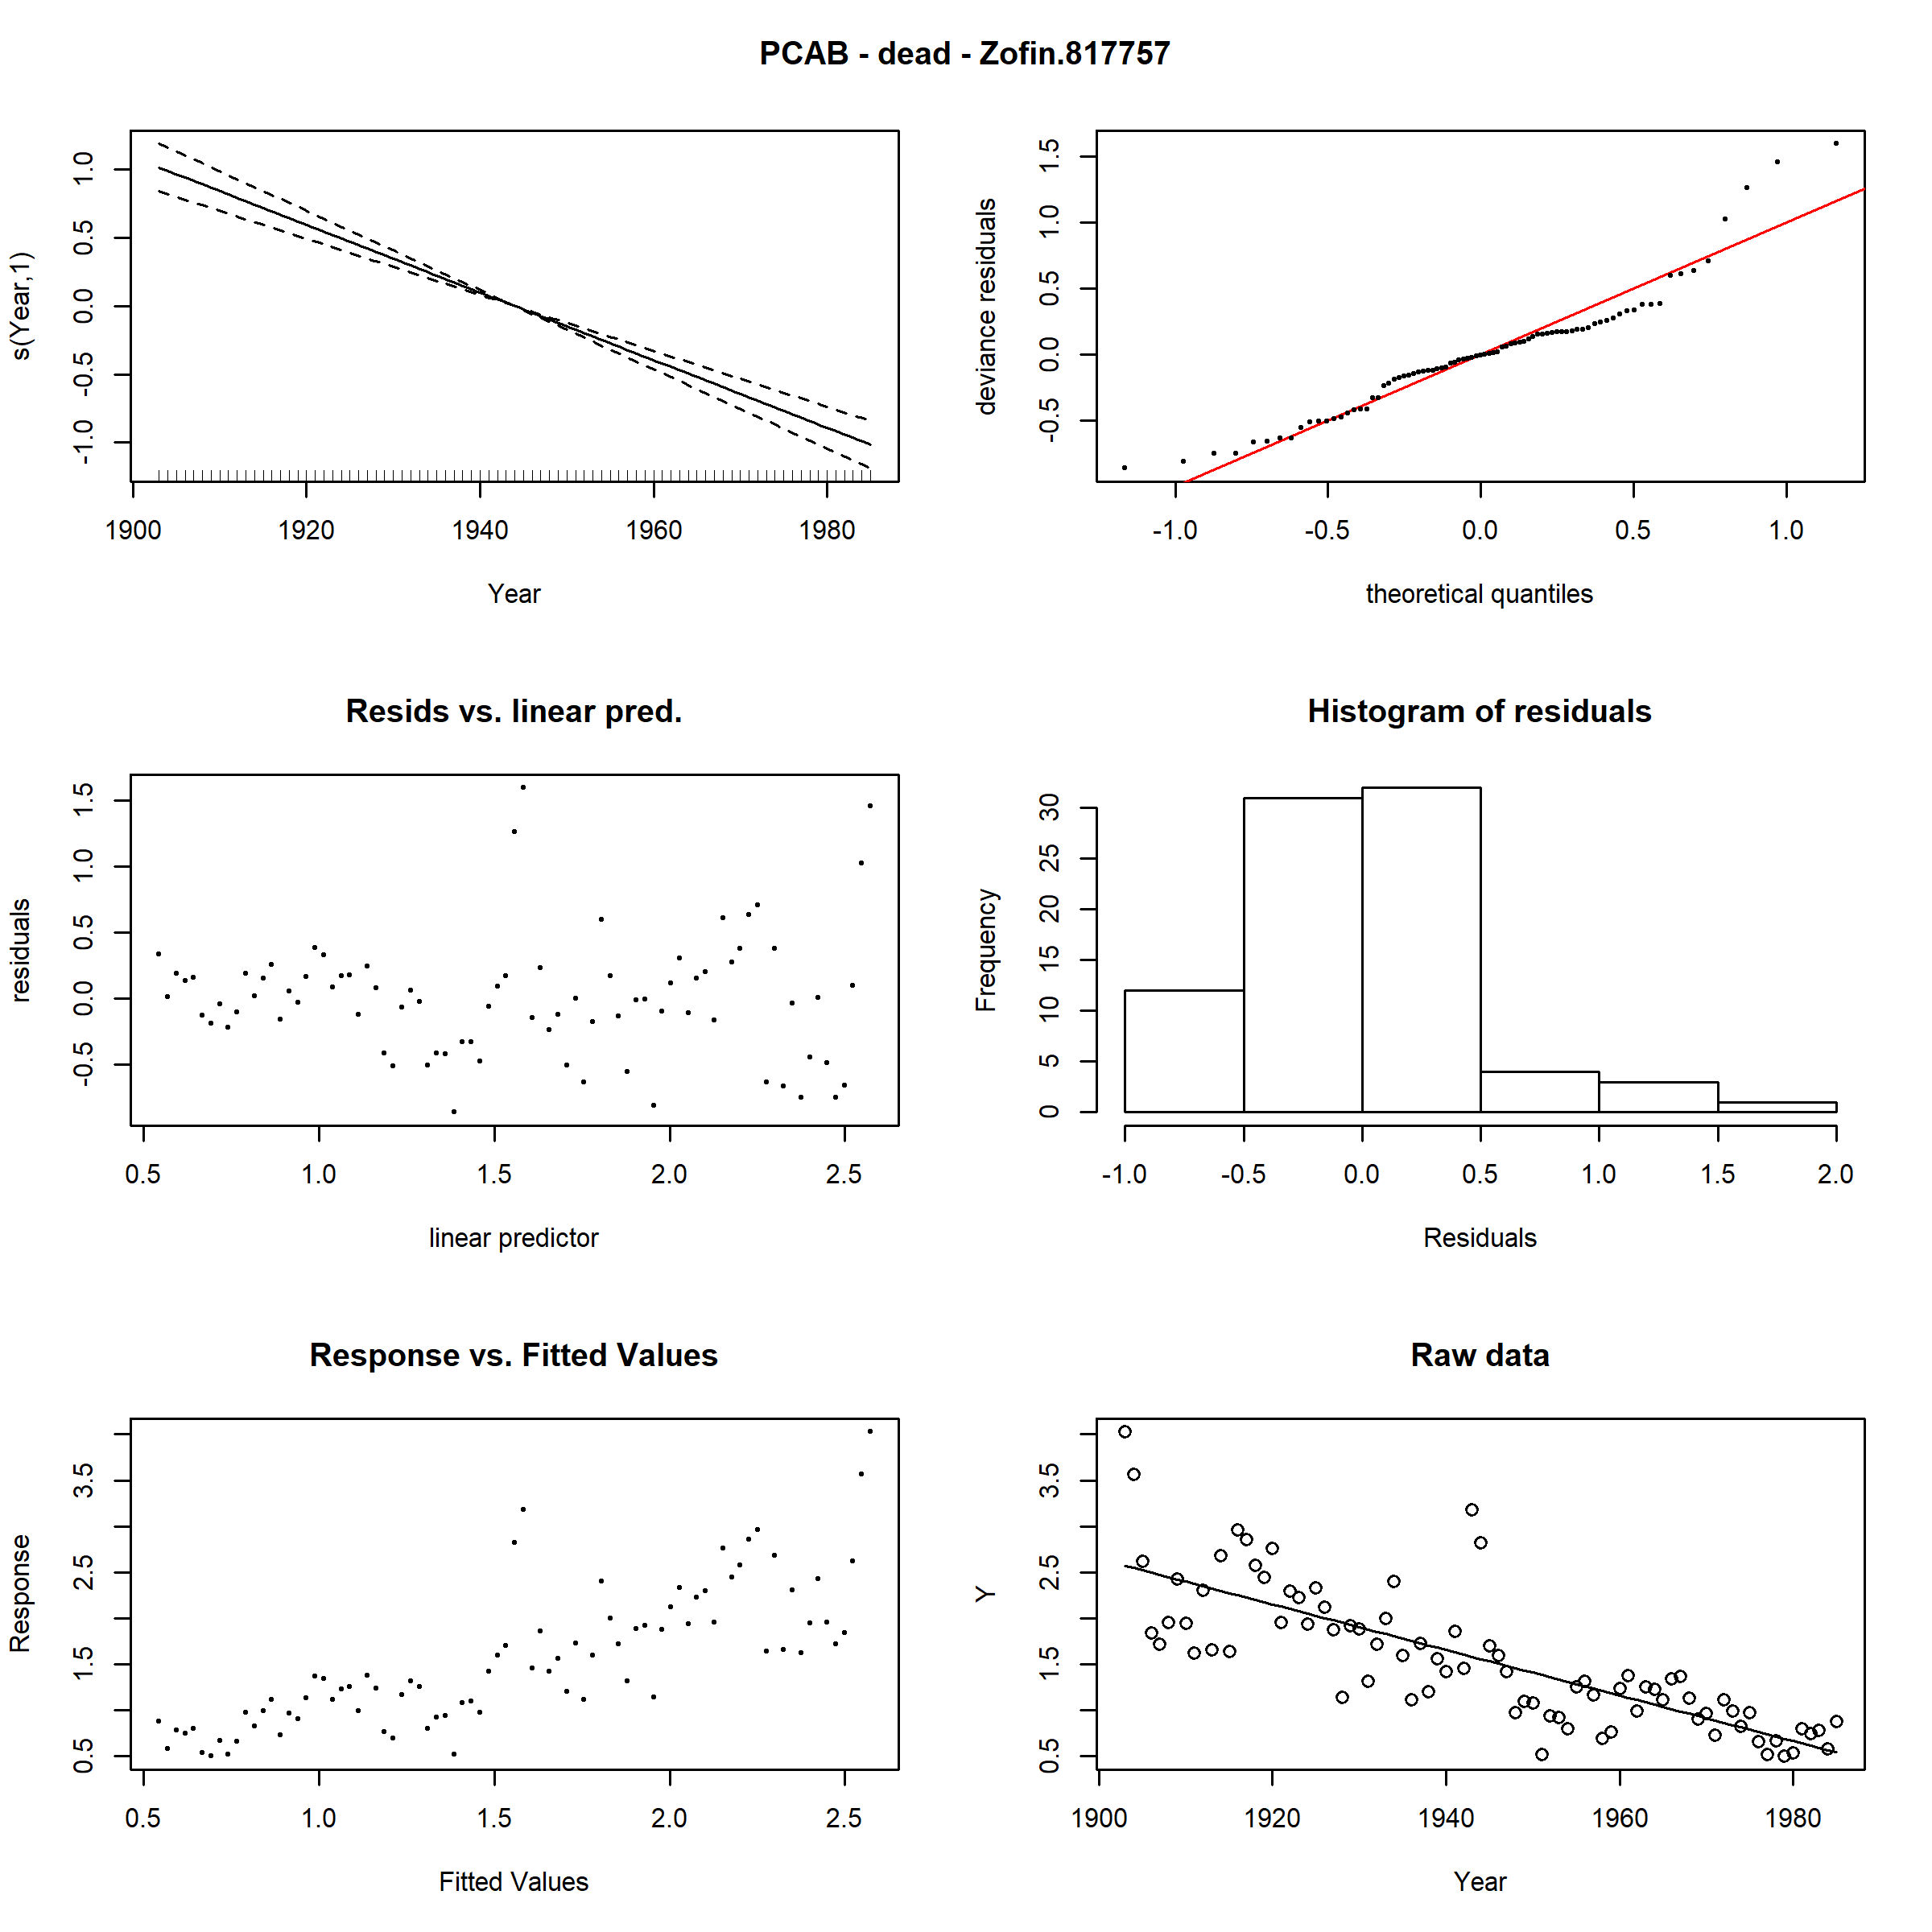 PCAB - dead - Zofin.817757
s(Year,1)
1.0
0.5
0.0
-0.5
-1.0
1900 1920 1940 1960 1980
Year
deviance residuals
1.5
1.0
0.5
0.0
-0.5
-1.0 -0.5 0.0 0.5 1.0
theoretical quantiles
Resids vs. linear pred.
residuals
1.5
1.0
0.5
0.0
-0.5
0.5 1.0 1.5 2.0 2.5
linear predictor
Histogram of residuals
Frequency
30
25
20
15
10
5
0
-1.0 -0.5 0.0 0.5 1.0 1.5 2.0
Residuals
Response vs. Fitted Values
Response
3.5
2.5
1.5
0.5
0.5 1.0 1.5 2.0 2.5
Fitted Values
Raw data
Y
3.5
2.5
1.5
0.5
1900 1920 1940 1960 1980
Year